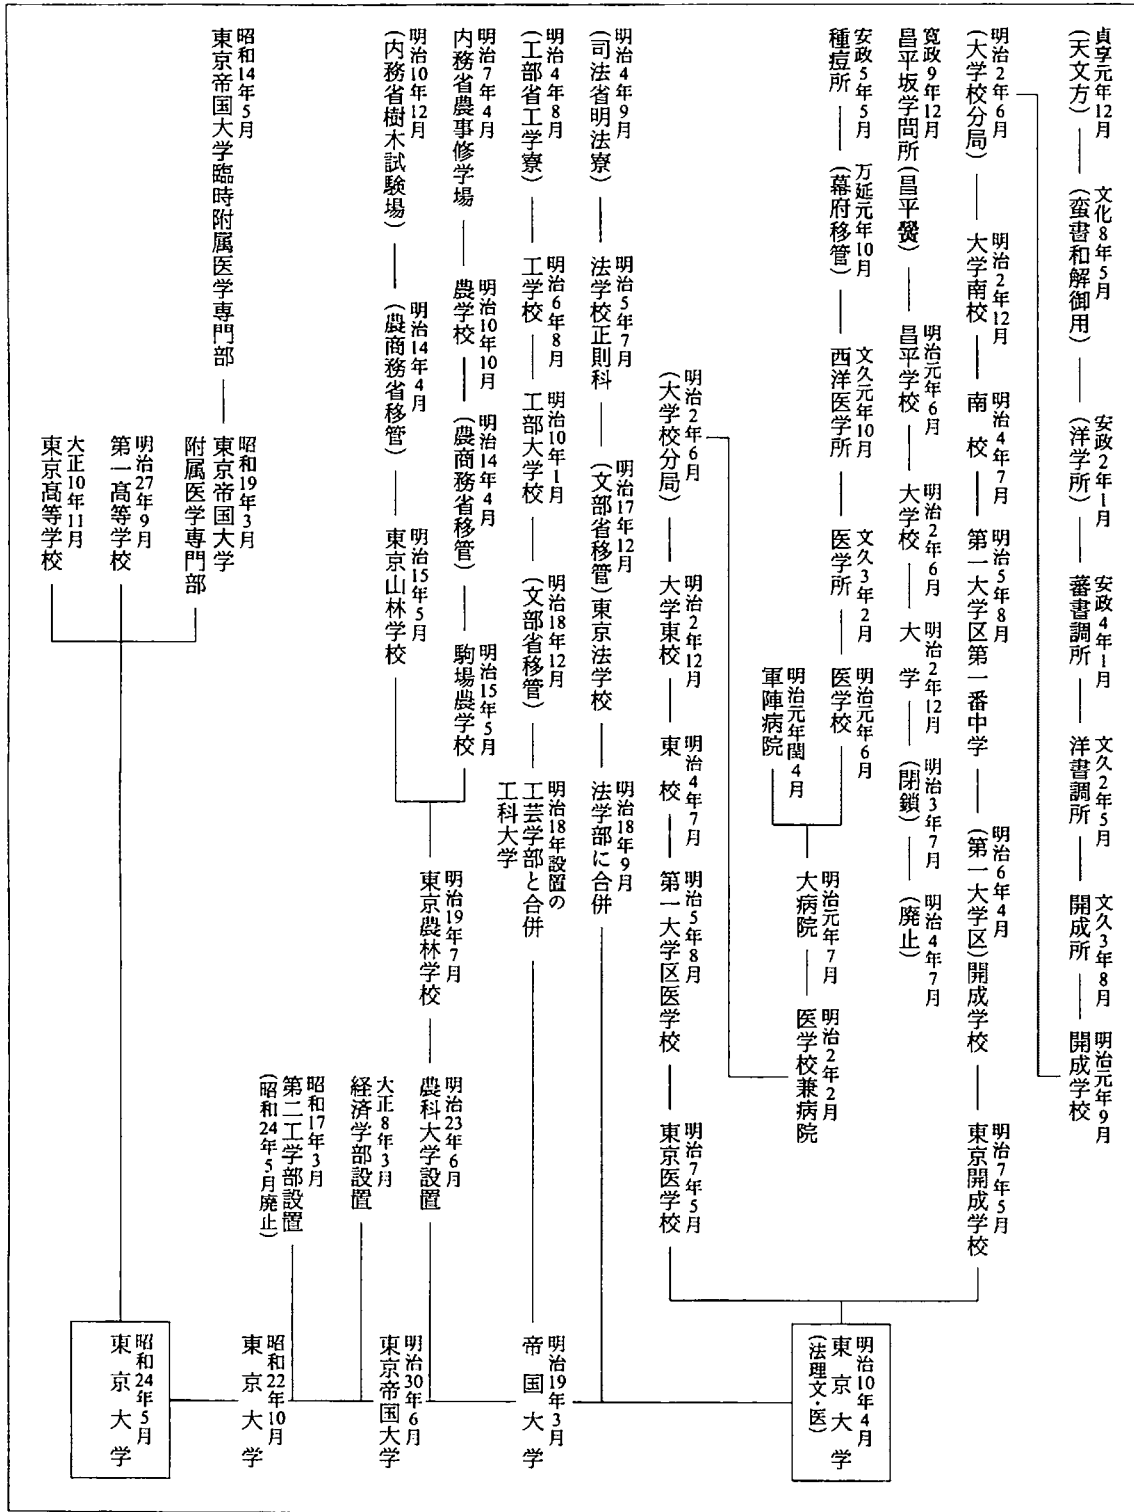 貞享元年12月
(天文方)
文化8年5月
(蛮書和解御用)
安政2年1月
(洋学所)
安政4年1月
蕃書調所
文久2年5月
洋書調所
文久3年8月
開成所
明治元年9月
開成学校
明治2年6月
(大学校分局)
明治2年12月
大学南校
明治4年7月
南校
明治5年8月
第一大学区第一番中学
明治6年4月
(第一大学区)開成学校
明治7年5月
東京開成学校
寛政9年12月
昌平坂学問所(昌平黌)
明治元年6月
昌平学校
明治2年6月
大学校
明治2年12月
大学
明治3年7月
(閉鎖)
明治4年7月
(廃止)
安政5年5月
種痘所
万延元年10月
(幕府移管)
文久元年10月
西洋医学所
文久3年2月
医学所
明治元年6月
医学校
明治元年閏4月
軍陣病院
明治元年7月
大病院
明治2年2月
医学校兼病院
明治2年6月
(大学校分局)
明治2年12月
大学東校
明治4年7月
東校
明治5年8月
第一大学区医学校
明治7年5月
東京医学校
明治10年4月
東京大学
(法理文・医)
明治4年9月
(司法省明法寮)
明治5年7月
法学校正則科
明治17年12月
(文部省移管)東京法学校
明治18年9月
法学部に合併
明治4年8月
(工部省工学寮)
明治6年8月
工学校
明治10年1月
工部大学校
明治18年12月
(文部省移管)
明治18年設置の
工芸学部と合併
工科大学
明治19年3月
帝国大学
明治7年4月
内務省農事修学場
明治10年10月
農学校
明治14年4月
(農商務省移管)
明治15年5月
駒場農学校
明治10年12月
(内務省樹木試験場)
明治14年4月
(農商務省移管)
明治15年5月
東京山林学校
明治19年7月
東京農林学校
明治23年6月
農科大学設置
明治30年6月
東京帝国大学
大正8年3月
経済学部設置
昭和17年3月
第二工学部設置
(昭和24年5月廃止)
昭和22年10月
東京大学
昭和14年5月
東京帝国大学臨時附属医学専門部
昭和19年3月
東京帝国大学
附属医学専門部
明治27年9月
第一高等学校
大正10年11月
東京高等学校
昭和24年5月
東京大学